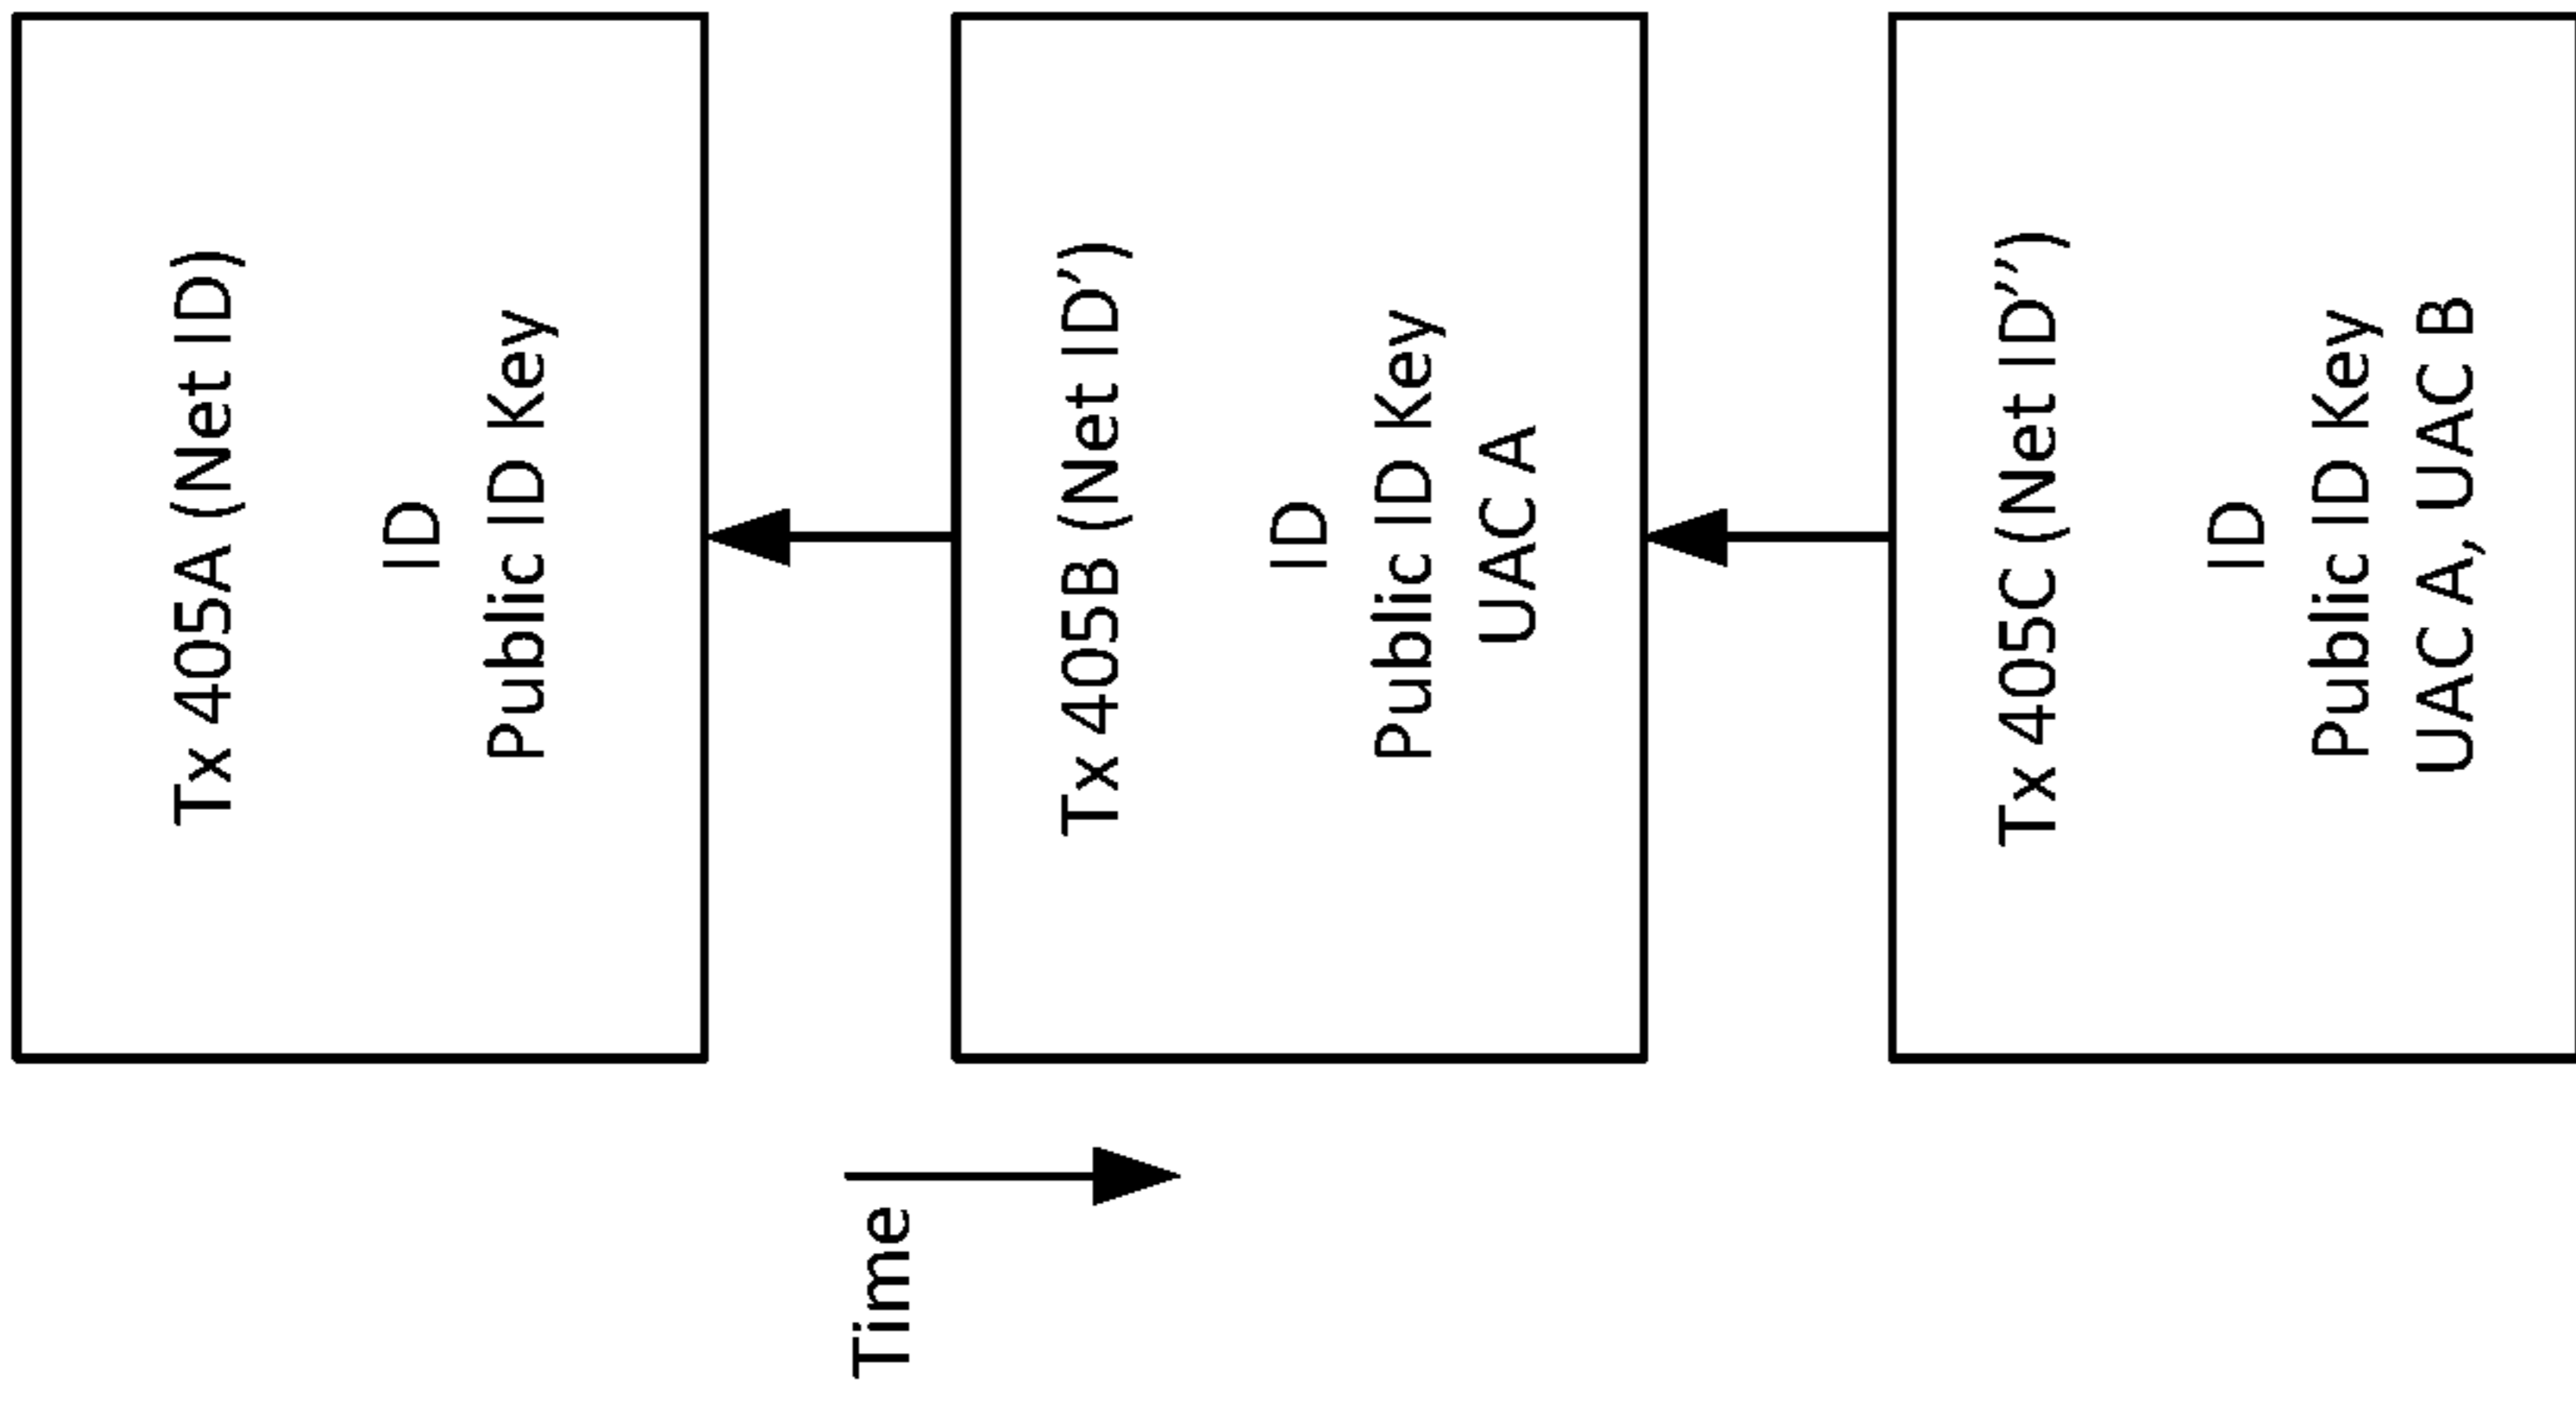 Tx 405A (Net ID)
ID
Public ID Key
Tx 405B (Net ID’)
ID
Public ID Key
UAC A
Tx 405C (Net ID’’)
ID
Public ID Key
UAC A, UAC B
Time